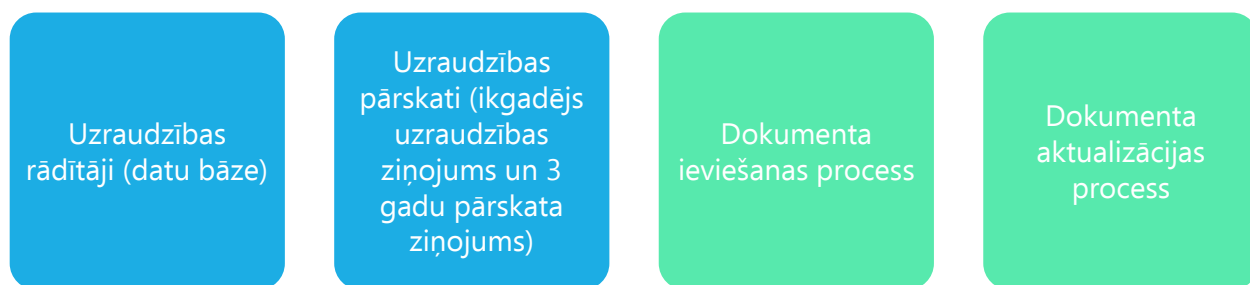 Uzraudzības
rādītāji (datu bāze)
Uzraudzības
pārskati (ikgadējs
uzraudzības
ziņojums un 3
gadu pārskata
ziņojums)
Dokumenta
ieviešanas process
Dokumenta
aktualizācijas
process